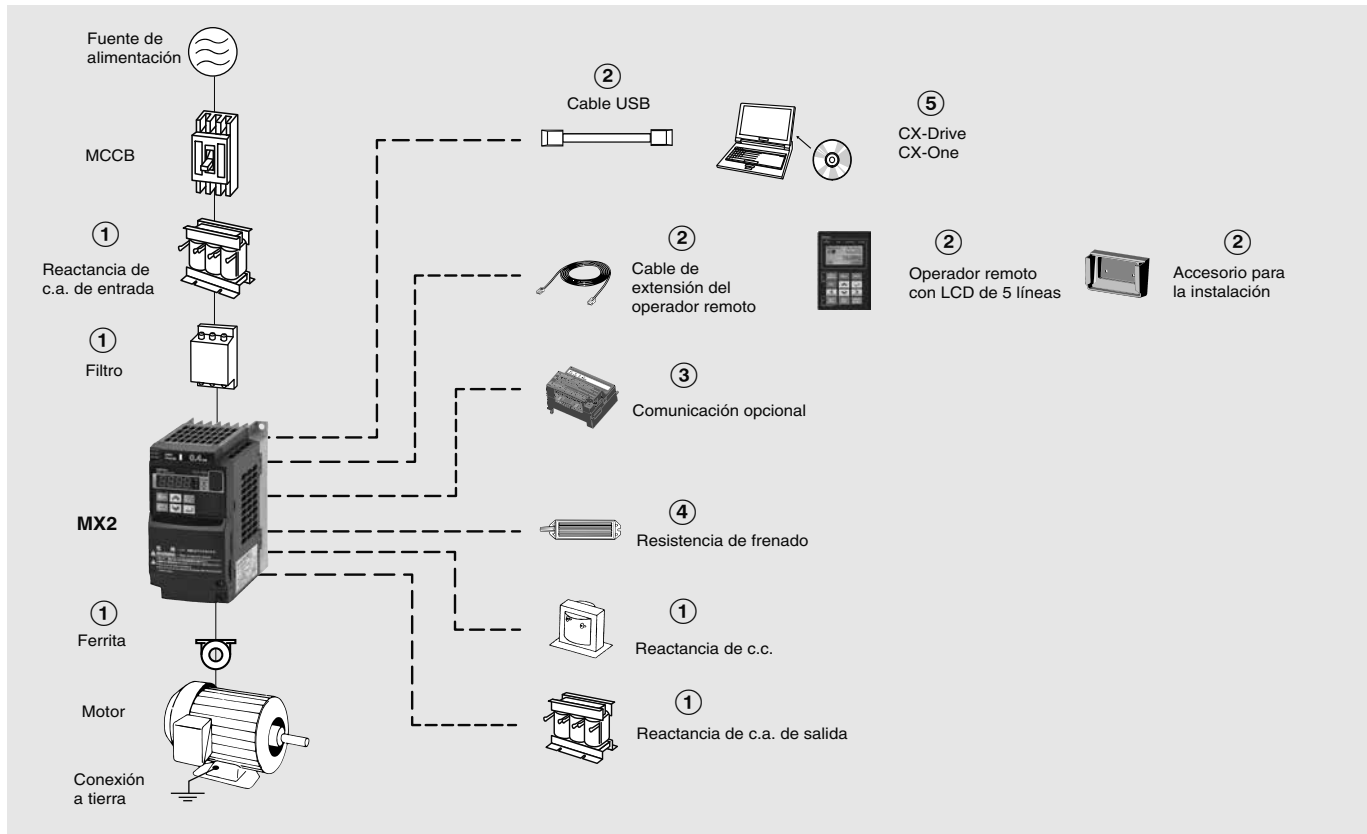 Fuente de
alimentación
MCCB
1
Reactancia de
c.a. de entrada
1
Filtro
0.4
MX2
1
Ferrita
Motor
Conexión
a tierra
2
Cable USB
5
CX-Drive
CX-One
2
Cable de
extensión del
operador remoto
2
Operador remoto
con LCD de 5 líneas
2
Accesorio para
la instalación
3
Comunicación opcional
4
Resistencia de frenado
1
Reactancia de c.c.
1
Reactancia de c.a. de salida